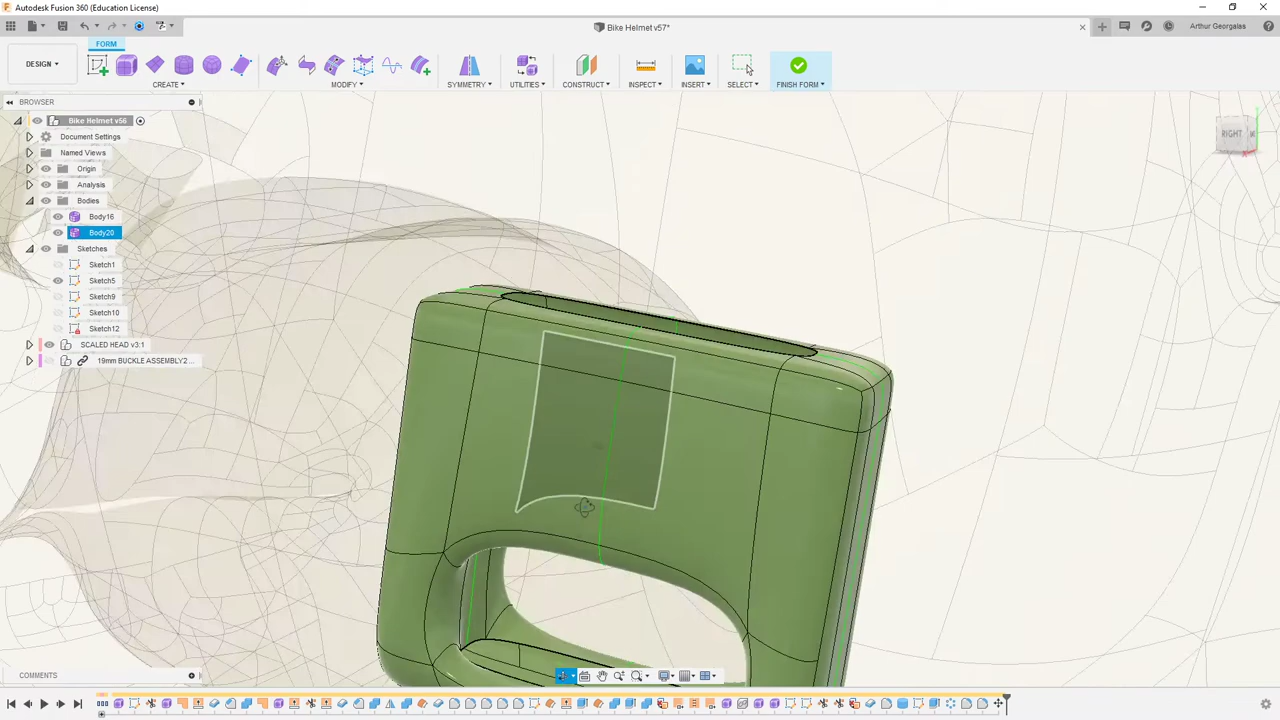 Autodesk Fusion 360 (Education License)
Bike Helmet v57*
Arthur Georgalas
DESIGN
FORM
CREATE
MODIFY
SYMMETRY
UTILITIES
CONSTRUCT
INSPECT
INSERT
SELECT
FINISH FORM
BROWSER
Bike Helmet v56
RIGHT
Document Settings
Named Views
Origin
Analysis
Bodies
Body16
Body20
Sketches
Sketch1
Sketch5
Sketch9
Sketch10
Sketch12
SCALED HEAD v3:1
19mm BUCKLE ASSEMBLY2...
COMMENTS